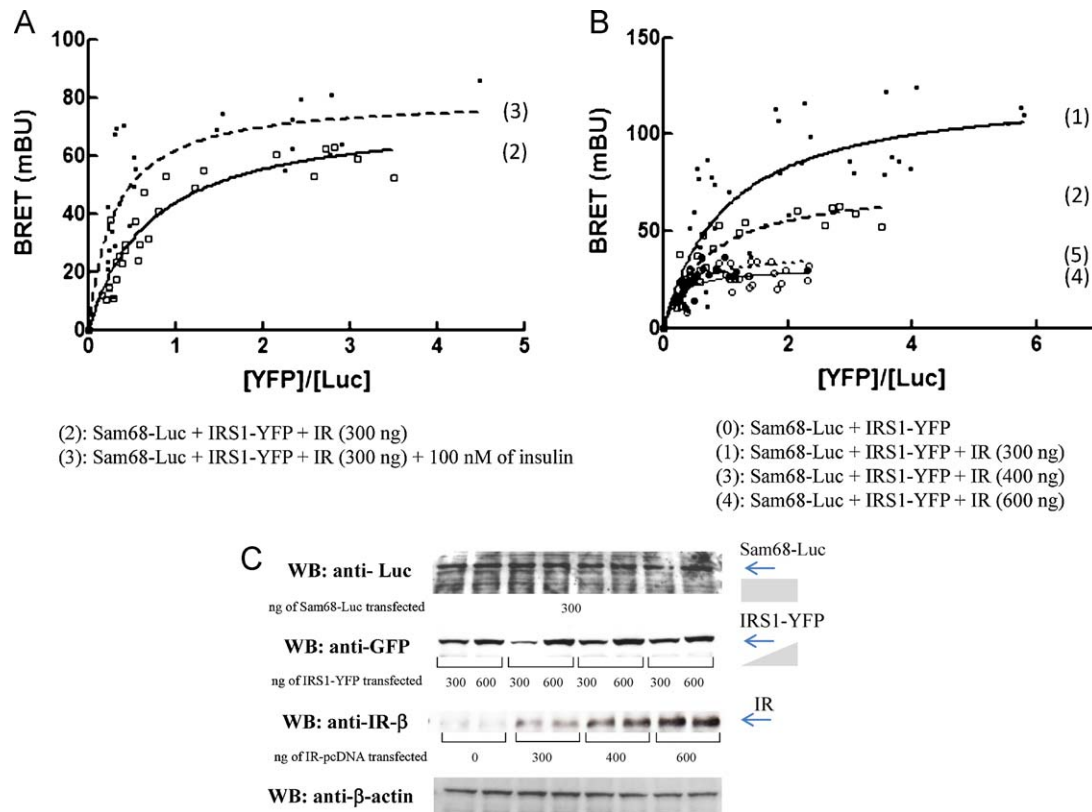 A
100
80
60
40
20
0
BRET (mBU)
(3)
(2)
0 1 2 3 4 5
[YFP]/[Luc]
(2): Sam68-Luc + IRS1-YFP + IR (300 ng)
(3): Sam68-Luc + IRS1-YFP + IR (300 ng) + 100 nM of insulin
B
150
100
50
0
BRET (mBU)
(1)
(2)
(5)
(4)
0 2 4 6
[YFP]/[Luc]
(0): Sam68-Luc + IRS1-YFP
(1): Sam68-Luc + IRS1-YFP + IR (300 ng)
(3): Sam68-Luc + IRS1-YFP + IR (400 ng)
(4): Sam68-Luc + IRS1-YFP + IR (600 ng)
C
WB: anti- Luc
Sam68-Luc
ng of Sam68-Luc transfected 300
WB: anti-GFP
IRS1-YFP
ng of IRS1-YFP transfected 300 600 300 600 300 600 300 600
WB: anti-IR-β
IR
ng of IR-pcDNA transfected 0 300 400 600
WB: anti-β-actin